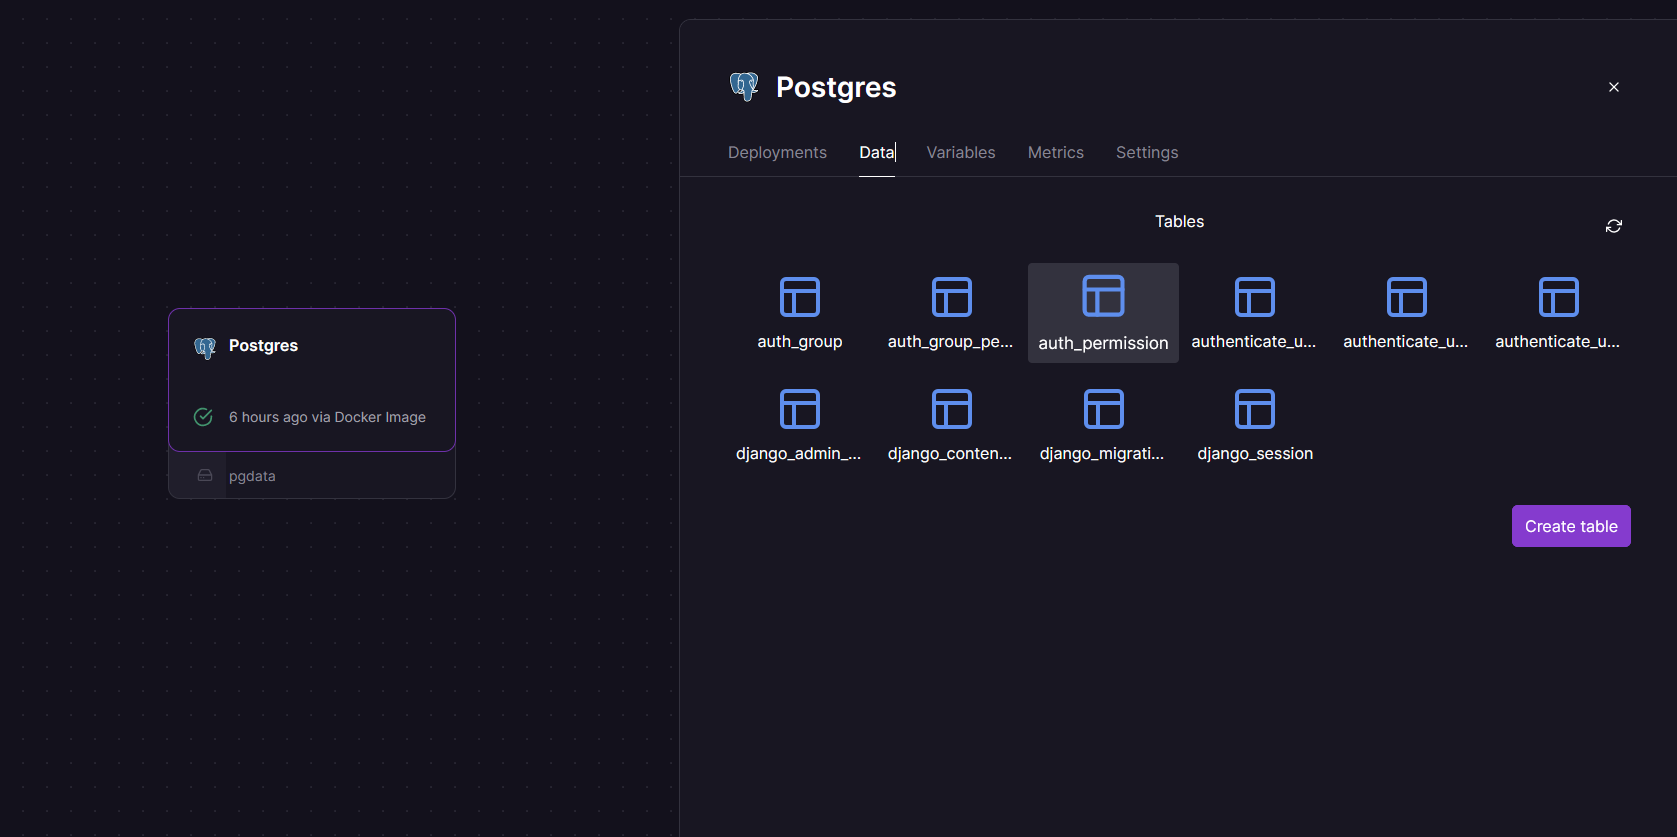 Postgres
6 hours ago via Docker Image
pgdata
Postgres
Deployments Data Variables Metrics Settings
Tables
auth_group auth_group_pe... auth_permission authenticate_u... authenticate_u... authenticate_u...
django_admin_... django_conten... django_migrati... django_session
Create table